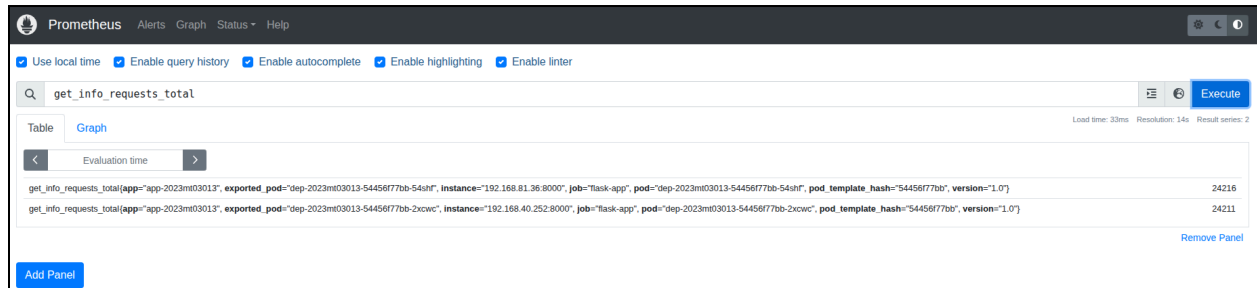 Prometheus Alerts Graph Status Help
Use local time Enable query history Enable autocomplete Enable highlighting Enable linter
get_info_requests_total Execute
Load time: 33ms Resolution: 14s Result series: 2
Table Graph
Evaluation time
get_info_requests_total{app="app-2023mt03013", exported_pod="dep-2023mt03013-54456f77bb-54shf", instance="192.168.81.36:8000", job="flask-app", pod="dep-2023mt03013-54456f77bb-54shf", pod_template_hash="54456f77bb", version="1.0"} 24216
get_info_requests_total{app="app-2023mt03013", exported_pod="dep-2023mt03013-54456f77bb-2xcwc", instance="192.168.40.252:8000", job="flask-app", pod="dep-2023mt03013-54456f77bb-2xcwc", pod_template_hash="54456f77bb", version="1.0"} 24211
Remove Panel
Add Panel